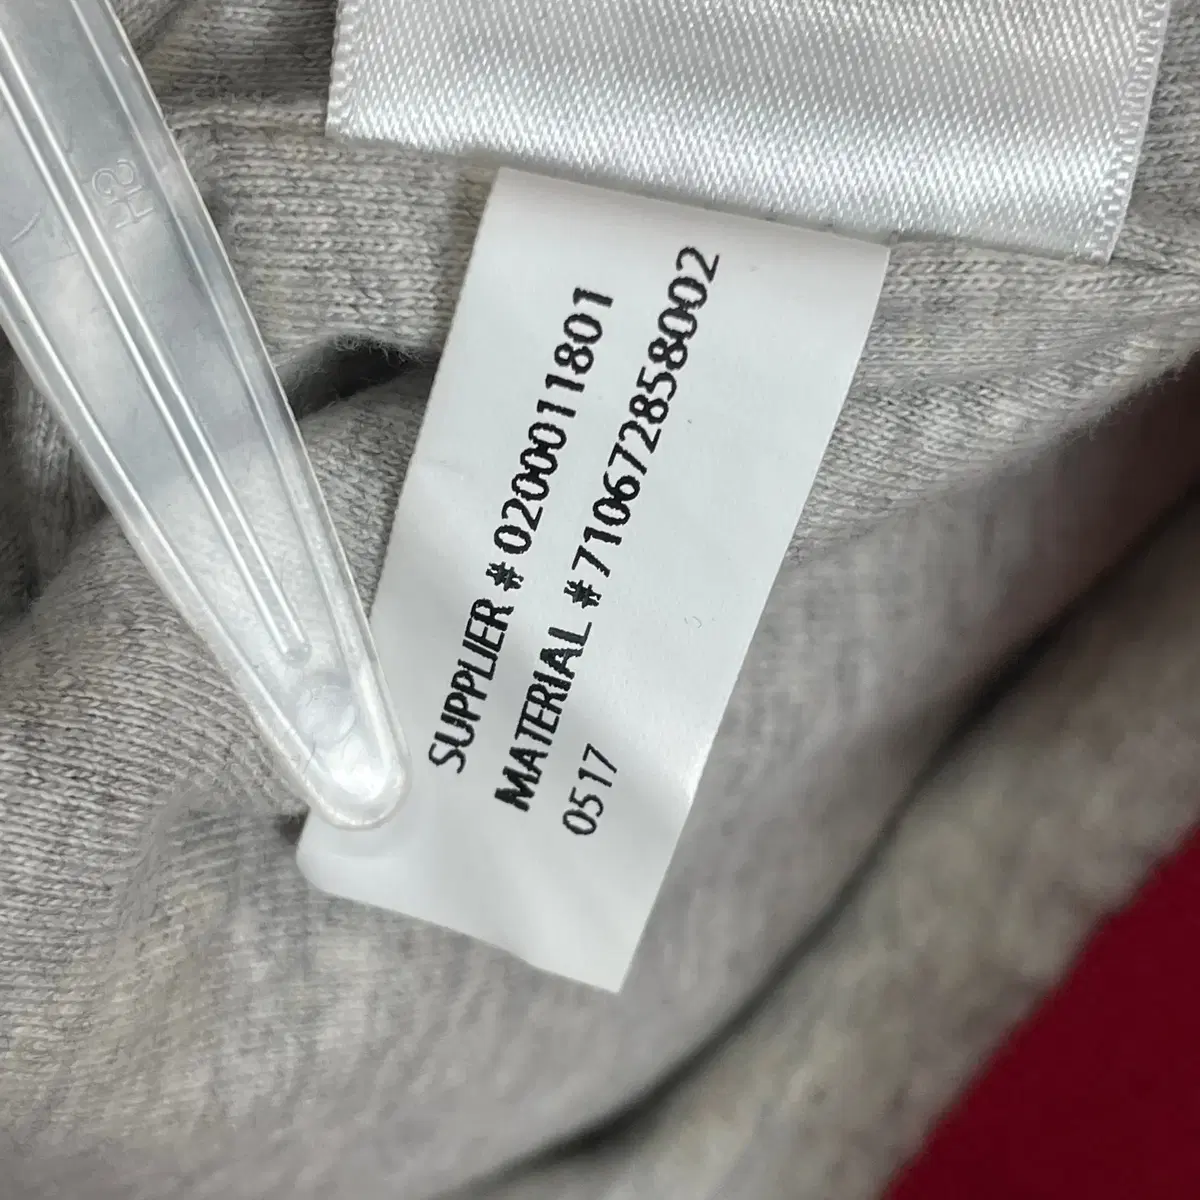 SUPPLIER # 0200011801
MATERIAL # 710672858002
0517